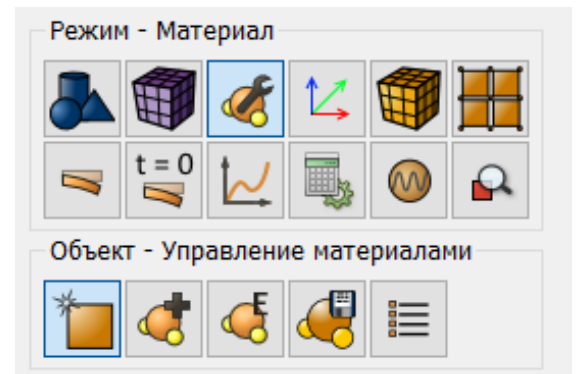 Режим - Материал
t = 0
Объект - Управление материалами
E